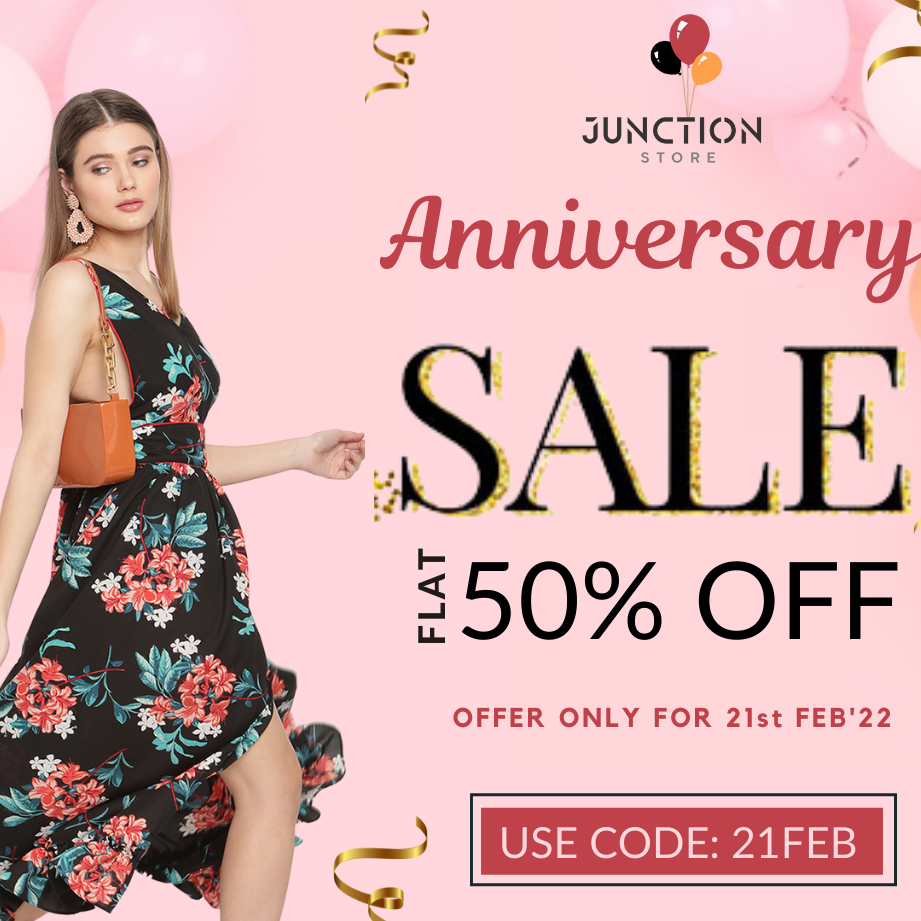 JUNCTION
STORE
Anniversary
SALE
FLAT
50% OFF
OFFER ONLY FOR 21st FEB'22
USE CODE: 21FEB